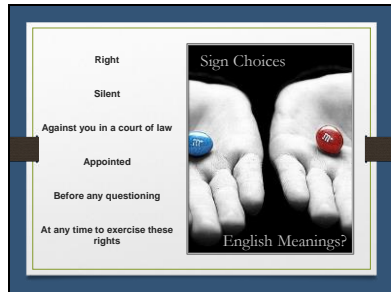 Right
Silent
Against you in a court of law
Appointed
Before any questioning
At any time to exercise these
rights
Sign Choices
English Meanings?